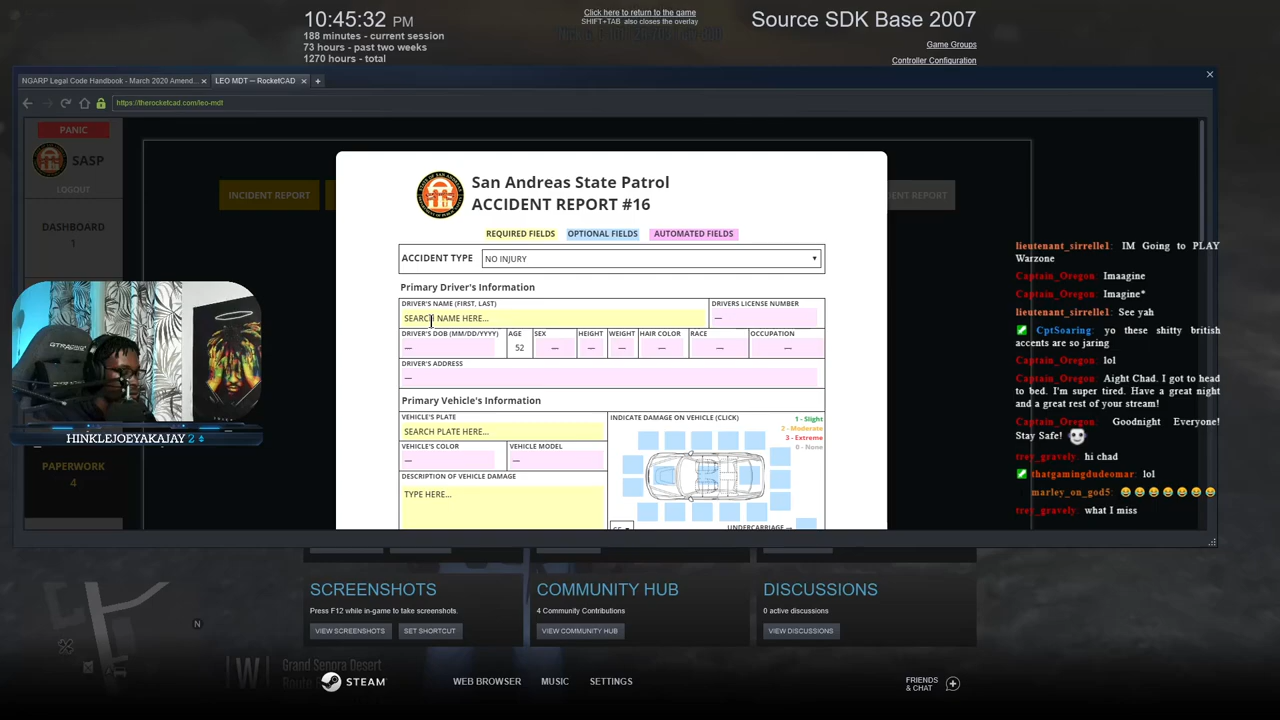 10:45:32 PM
188 minutes - current session
73 hours - past two weeks
1270 hours - total
Click here to return to the game
SHIFT+TAB also closes the overlay
Source SDK Base 2007
Game Groups
Controller Configuration
NGARP Legal Code Handbook - March 2020 Amend... ×
LEO MDT — RocketCAD ×
+
https://therocketcad.com/leo-mdt
PANIC
SASP
LOGOUT
DASHBOARD
1
PAPERWORK
4
INCIDENT REPORT
San Andreas State Patrol
ACCIDENT REPORT #16
REQUIRED FIELDS
OPTIONAL FIELDS
AUTOMATED FIELDS
ACCIDENT TYPE
NO INJURY
Primary Driver's Information
DRIVER'S NAME (FIRST, LAST)
DRIVERS LICENSE NUMBER
SEARCH NAME HERE...
—
DRIVER'S DOB (MM/DD/YYYY) AGE SEX HEIGHT WEIGHT HAIR COLOR RACE OCCUPATION
— 52 — — — — — —
DRIVER'S ADDRESS
—
Primary Vehicle's Information
VEHICLE'S PLATE
SEARCH PLATE HERE...
VEHICLE'S COLOR VEHICLE MODEL
— —
DESCRIPTION OF VEHICLE DAMAGE
TYPE HERE...
INDICATE DAMAGE ON VEHICLE (CLICK)
1 - Slight
2 - Moderate
3 - Extreme
0 - None
UNDERCARRIAGE
HINKLEJOEYAKAJAY 2
lieutenant_sirrelle1: IM Going to PLAY
Warzone
Captain_Oregon: Imaagine
Captain_Oregon: Imagine*
lieutenant_sirrelle1: See yah
CptSoaring: yo these shitty british
accents are so jaring
Captain_Oregon: lol
Captain_Oregon: Aight Chad. I got to head
to bed. I'm super tired. Have a great night
and a great rest of your stream!
Captain_Oregon: Goodnight Everyone!
Stay Safe!
trey_gravely: hi chad
thatgamingdudeomar: lol
marley_on_god5: 😂😂😂😂😂😂😂
trey_gravely: what I miss
SCREENSHOTS
Press F12 while in-game to take screenshots.
VIEW SCREENSHOTS
SET SHORTCUT
COMMUNITY HUB
4 Community Contributions
VIEW COMMUNITY HUB
DISCUSSIONS
0 active discussions
VIEW DISCUSSIONS
N
W
Grand Senora Desert
STEAM
WEB BROWSER
MUSIC
SETTINGS
FRIENDS
& CHAT